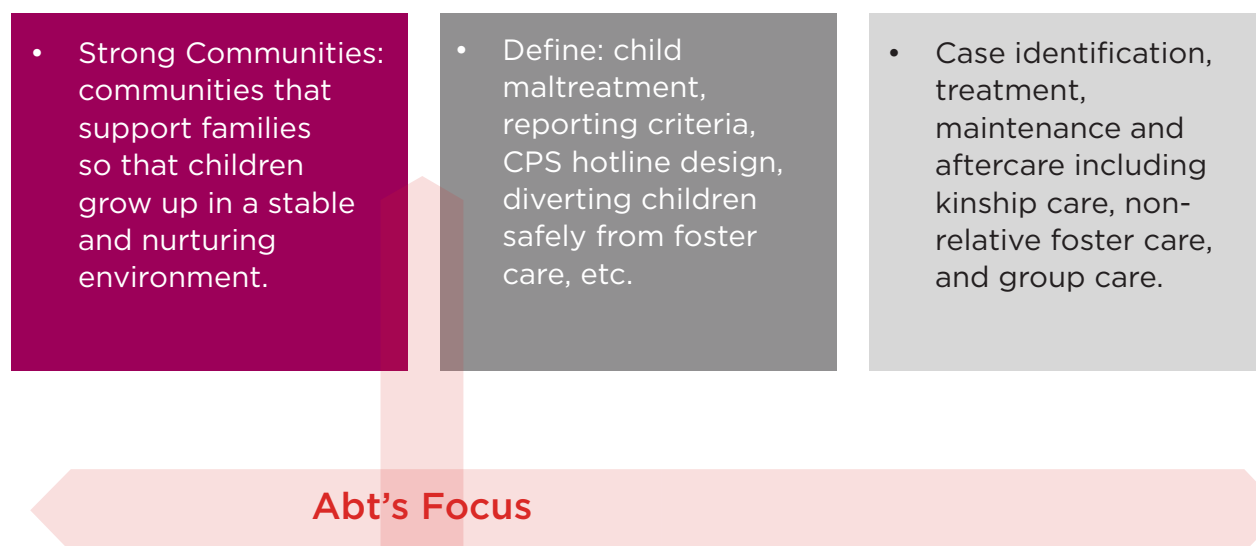 • Strong Communities:
communities that
support families
so that children
grow up in a stable
and nurturing
environment.
• Define: child
maltreatment,
reporting criteria,
CPS hotline design,
diverting children
safely from foster
care, etc.
• Case identification,
treatment,
maintenance and
aftercare including
kinship care, non-
relative foster care,
and group care.
Abt’s Focus